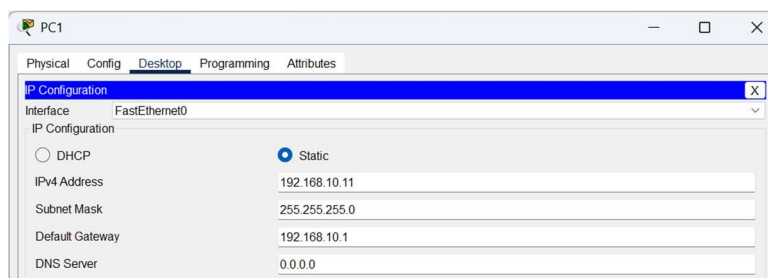 PC1
Physical Config Desktop Programming Attributes
IP Configuration X
Interface FastEthernet0
IP Configuration
DHCP Static
IPv4 Address 192.168.10.11
Subnet Mask 255.255.255.0
Default Gateway 192.168.10.1
DNS Server 0.0.0.0